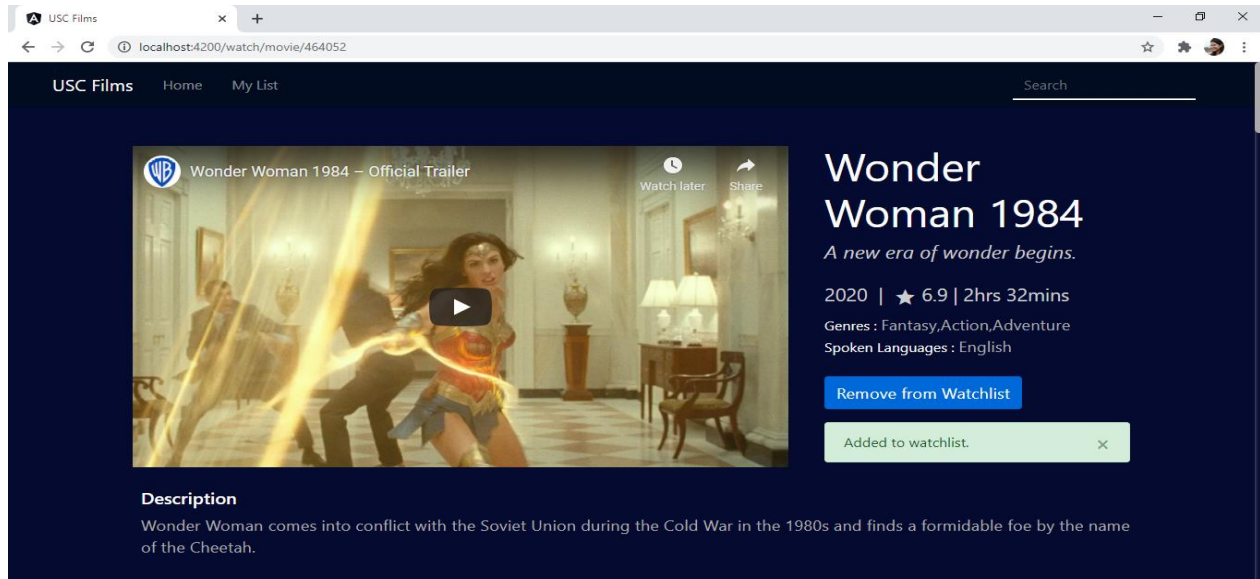 USC Films
localhost:4200/watch/movie/464052
USC Films Home My List Search
WB Wonder Woman 1984 – Official Trailer
Watch later Share
Wonder
Woman 1984
A new era of wonder begins.
2020 | ★ 6.9 | 2hrs 32mins
Genres : Fantasy,Action,Adventure
Spoken Languages : English
Remove from Watchlist
Added to watchlist. ×
Description
Wonder Woman comes into conflict with the Soviet Union during the Cold War in the 1980s and finds a formidable foe by the name
of the Cheetah.